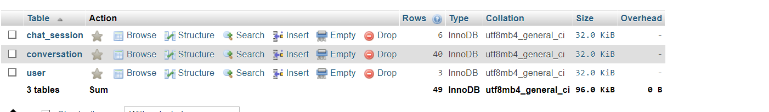 Table Action Rows Type Collation Size Overhead
chat_session Browse Structure Search Insert Empty Drop 6 InnoDB utf8mb4_general_ci 32.0 KiB -
conversation Browse Structure Search Insert Empty Drop 40 InnoDB utf8mb4_general_ci 32.0 KiB -
user Browse Structure Search Insert Empty Drop 3 InnoDB utf8mb4_general_ci 32.0 KiB -
3 tables Sum 49 InnoDB utf8mb4_general_ci 96.0 KiB 0 B